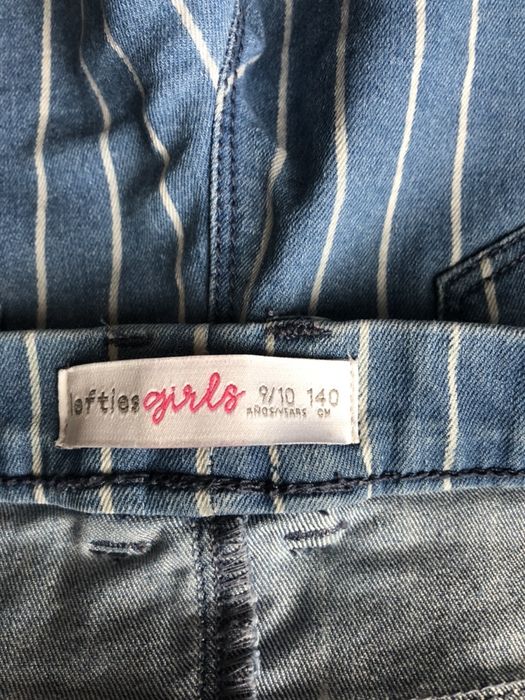 lefties girls 9/10 140
AÑOS/YEARS CM